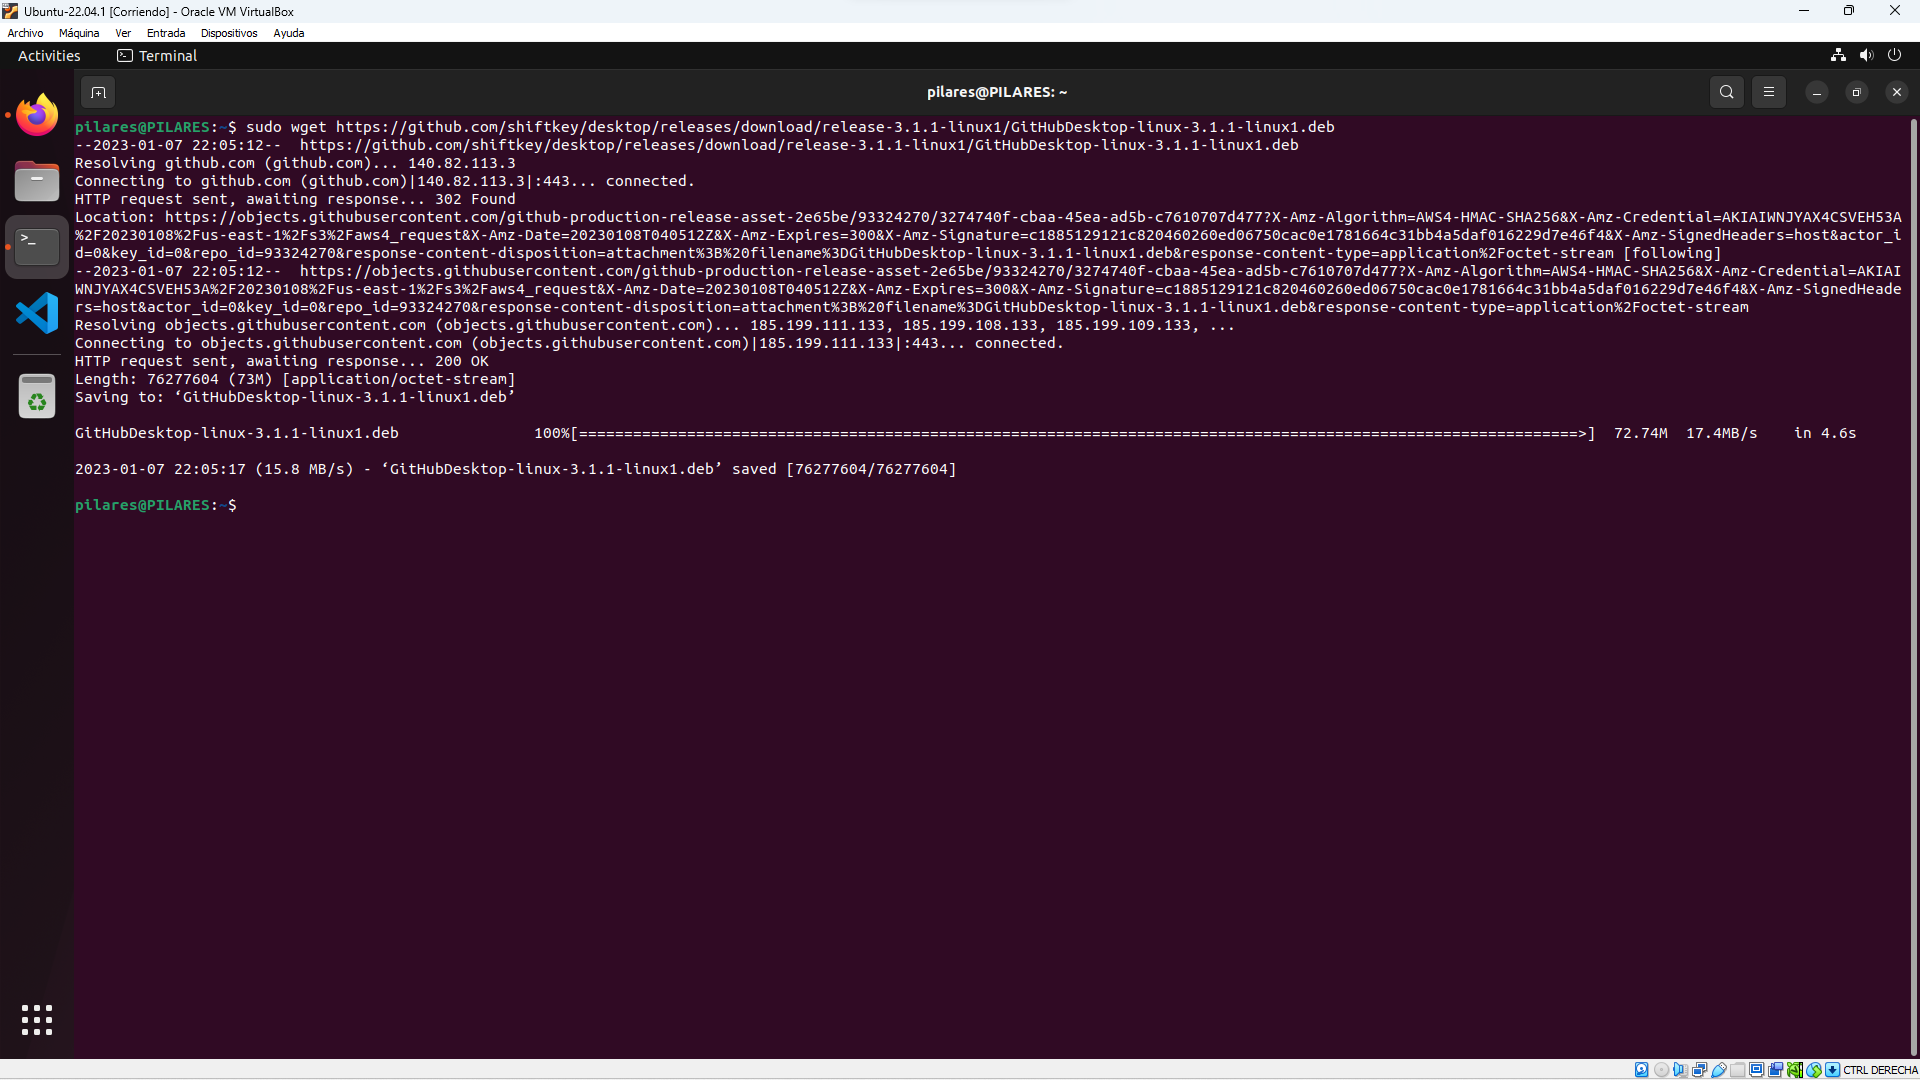 Ubuntu-22.04.1 [Corriendo] - Oracle VM VirtualBox
Archivo Máquina Ver Entrada Dispositivos Ayuda
Activities Terminal
pilares@PILARES: ~
pilares@PILARES:~$ sudo wget https://github.com/shiftkey/desktop/releases/download/release-3.1.1-linux1/GitHubDesktop-linux-3.1.1-linux1.deb
--2023-01-07 22:05:12--  https://github.com/shiftkey/desktop/releases/download/release-3.1.1-linux1/GitHubDesktop-linux-3.1.1-linux1.deb
Resolving github.com (github.com)... 140.82.113.3
Connecting to github.com (github.com)|140.82.113.3|:443... connected.
HTTP request sent, awaiting response... 302 Found
Location: https://objects.githubusercontent.com/github-production-release-asset-2e65be/93324270/3274740f-cbaa-45ea-ad5b-c7610707d477?X-Amz-Algorithm=AWS4-HMAC-SHA256&X-Amz-Credential=AKIAIWNJYAX4CSVEH53A
%2F20230108%2Fus-east-1%2Fs3%2Faws4_request&X-Amz-Date=20230108T040512Z&X-Amz-Expires=300&X-Amz-Signature=c1885129121c820460260ed06750cac0e1781664c31bb4a5daf016229d7e46f4&X-Amz-SignedHeaders=host&actor_i
d=0&key_id=0&repo_id=93324270&response-content-disposition=attachment%3B%20filename%3DGitHubDesktop-linux-3.1.1-linux1.deb&response-content-type=application%2Foctet-stream [following]
--2023-01-07 22:05:12--  https://objects.githubusercontent.com/github-production-release-asset-2e65be/93324270/3274740f-cbaa-45ea-ad5b-c7610707d477?X-Amz-Algorithm=AWS4-HMAC-SHA256&X-Amz-Credential=AKIAI
WNJYAX4CSVEH53A%2F20230108%2Fus-east-1%2Fs3%2Faws4_request&X-Amz-Date=20230108T040512Z&X-Amz-Expires=300&X-Amz-Signature=c1885129121c820460260ed06750cac0e1781664c31bb4a5daf016229d7e46f4&X-Amz-SignedHeade
rs=host&actor_id=0&key_id=0&repo_id=93324270&response-content-disposition=attachment%3B%20filename%3DGitHubDesktop-linux-3.1.1-linux1.deb&response-content-type=application%2Foctet-stream
Resolving objects.githubusercontent.com (objects.githubusercontent.com)... 185.199.111.133, 185.199.108.133, 185.199.109.133, ...
Connecting to objects.githubusercontent.com (objects.githubusercontent.com)|185.199.111.133|:443... connected.
HTTP request sent, awaiting response... 200 OK
Length: 76277604 (73M) [application/octet-stream]
Saving to: ‘GitHubDesktop-linux-3.1.1-linux1.deb’
GitHubDesktop-linux-3.1.1-linux1.deb 100%[===============================================================================================================>] 72.74M 17.4MB/s in 4.6s
2023-01-07 22:05:17 (15.8 MB/s) - ‘GitHubDesktop-linux-3.1.1-linux1.deb’ saved [76277604/76277604]
pilares@PILARES:~$
CTRL DERECHA